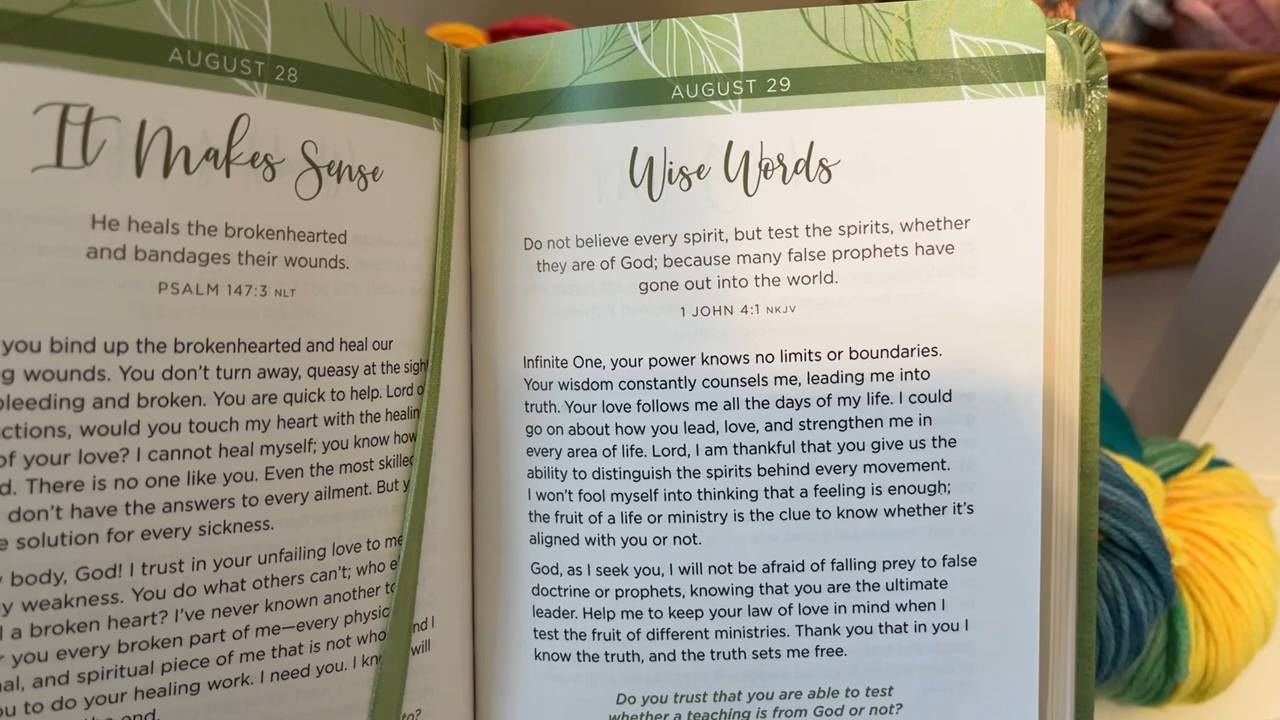 AUGUST 28
It Makes Sense
He heals the brokenhearted
and bandages their wounds.
PSALM 147:3 NLT
you bind up the brokenhearted and heal our
wounds. You don't turn away, queasy at the
bleeding and broken. You are quick to help. Lord
would you touch my heart with the
of your love? I cannot heal myself; you know how
There is no one like you. Even the most
don't have the answers to every ailment. But
solution for every sickness.
body, God! I trust in your unfailing love to
weakness. You do what others can't; who
a broken heart? I've never known another
you every broken part of me—every
and spiritual piece of me that is not and I
to do your healing work. I need you. I will
end.
to?
AUGUST 29
Wise Words
Do not believe every spirit, but test the spirits, whether
they are of God; because many false prophets have
gone out into the world.
1 JOHN 4:1 NKJV
Infinite One, your power knows no limits or boundaries.
Your wisdom constantly counsels me, leading me into
truth. Your love follows me all the days of my life. I could
go on about how you lead, love, and strengthen me in
every area of life. Lord, I am thankful that you give us the
ability to distinguish the spirits behind every movement.
I won't fool myself into thinking that a feeling is enough;
the fruit of a life or ministry is the clue to know whether it's
aligned with you or not.
God, as I seek you, I will not be afraid of falling prey to false
doctrine or prophets, knowing that you are the ultimate
leader. Help me to keep your law of love in mind when I
test the fruit of different ministries. Thank you that in you I
know the truth, and the truth sets me free.
Do you trust that you are able to test
whether a teaching is from God or not?